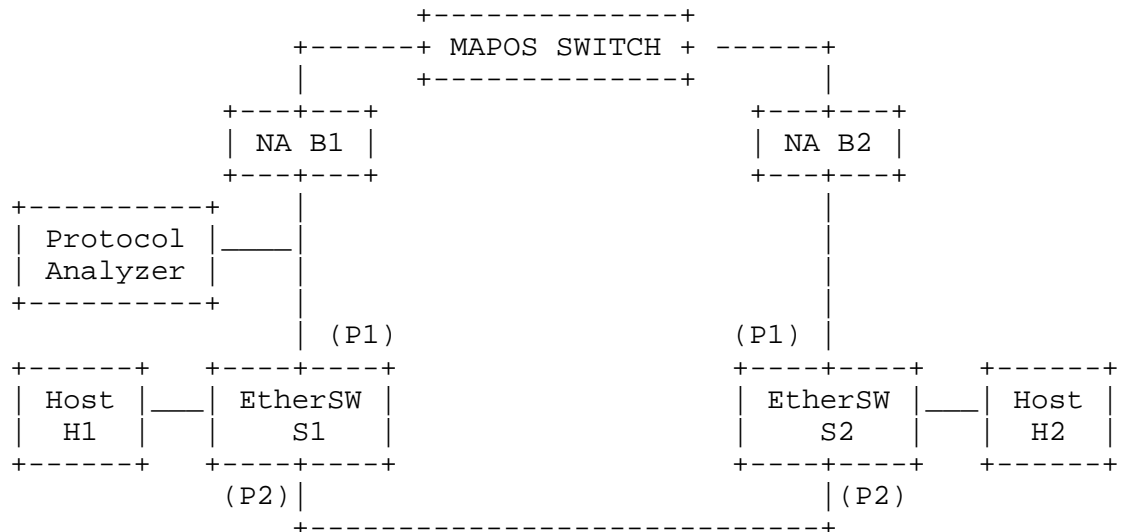 MAPOS SWITCH
NA B1 NA B2
Protocol
Analyzer
(P1) (P1)
Host EtherSW EtherSW Host
H1 S1 S2 H2
(P2) (P2)